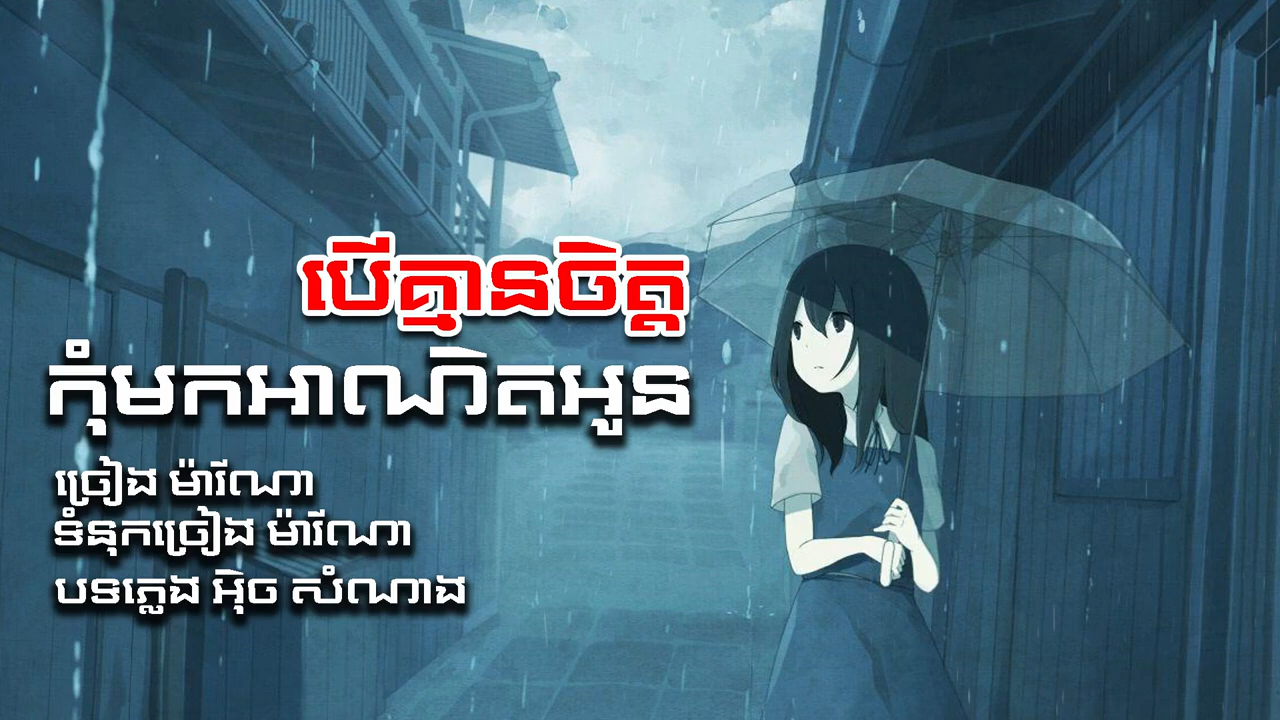 បើគ្មានចិត្ត
កុំមកអាណិតអូន
ច្រៀង ម៉ារីណា
ទំនុកច្រៀង ម៉ារីណា
បទភ្លេង អ៊ិច សំណាង